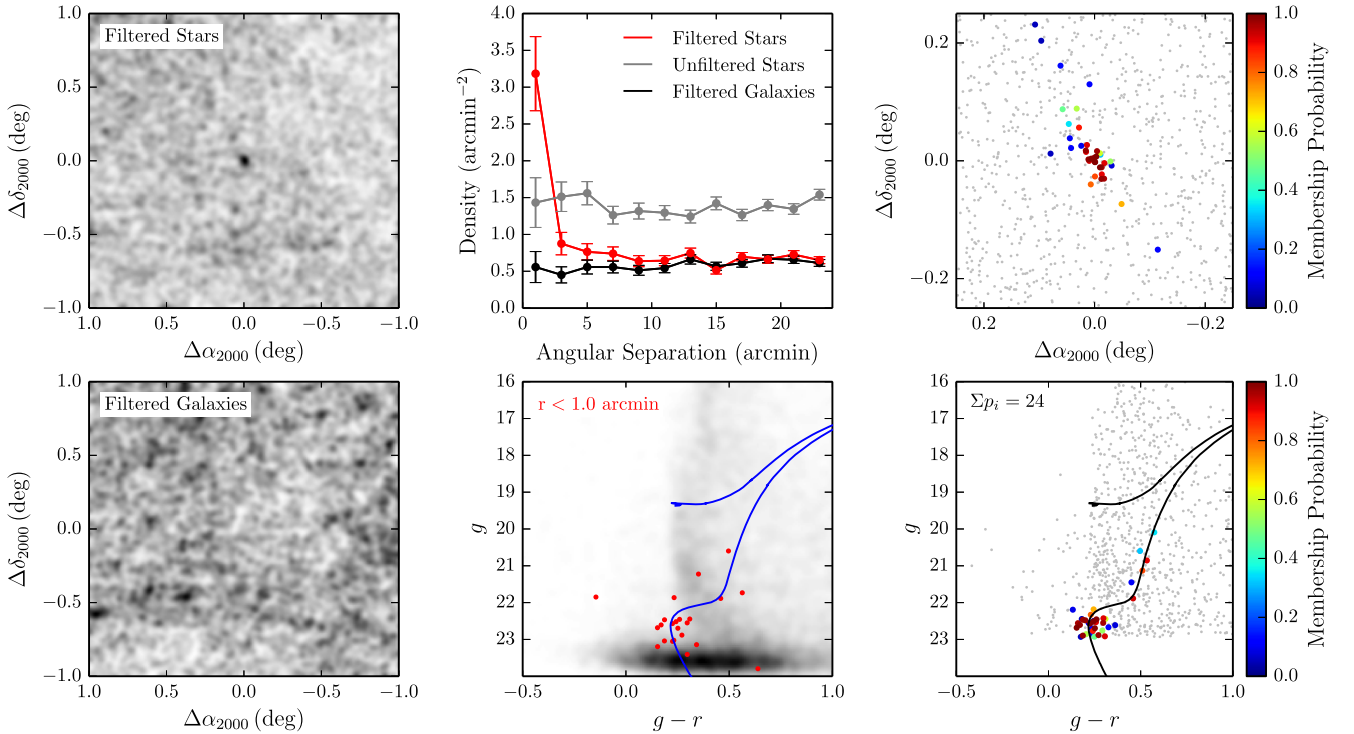 Filtered Stars
1.0
0.5
0.0
−0.5
−1.0
1.0 0.5 0.0 −0.5 −1.0
Δδ2000 (deg)
Δα2000 (deg)
4.0
3.5
3.0
2.5
2.0
1.5
1.0
0.5
0.0
0 5 10 15 20
Density (arcmin−2)
Angular Separation (arcmin)
Filtered Stars
Unfiltered Stars
Filtered Galaxies
0.2
0.0
−0.2
0.2 0.0 −0.2
Δδ2000 (deg)
Δα2000 (deg)
1.0
0.8
0.6
0.4
0.2
0.0
Membership Probability
Filtered Galaxies
1.0
0.5
0.0
−0.5
−1.0
1.0 0.5 0.0 −0.5 −1.0
Δδ2000 (deg)
Δα2000 (deg)
r < 1.0 arcmin
16
17
18
19
20
21
22
23
−0.5 0.0 0.5 1.0
g
g − r
Σpi = 24
16
17
18
19
20
21
22
23
−0.5 0.0 0.5 1.0
g
g − r
1.0
0.8
0.6
0.4
0.2
0.0
Membership Probability